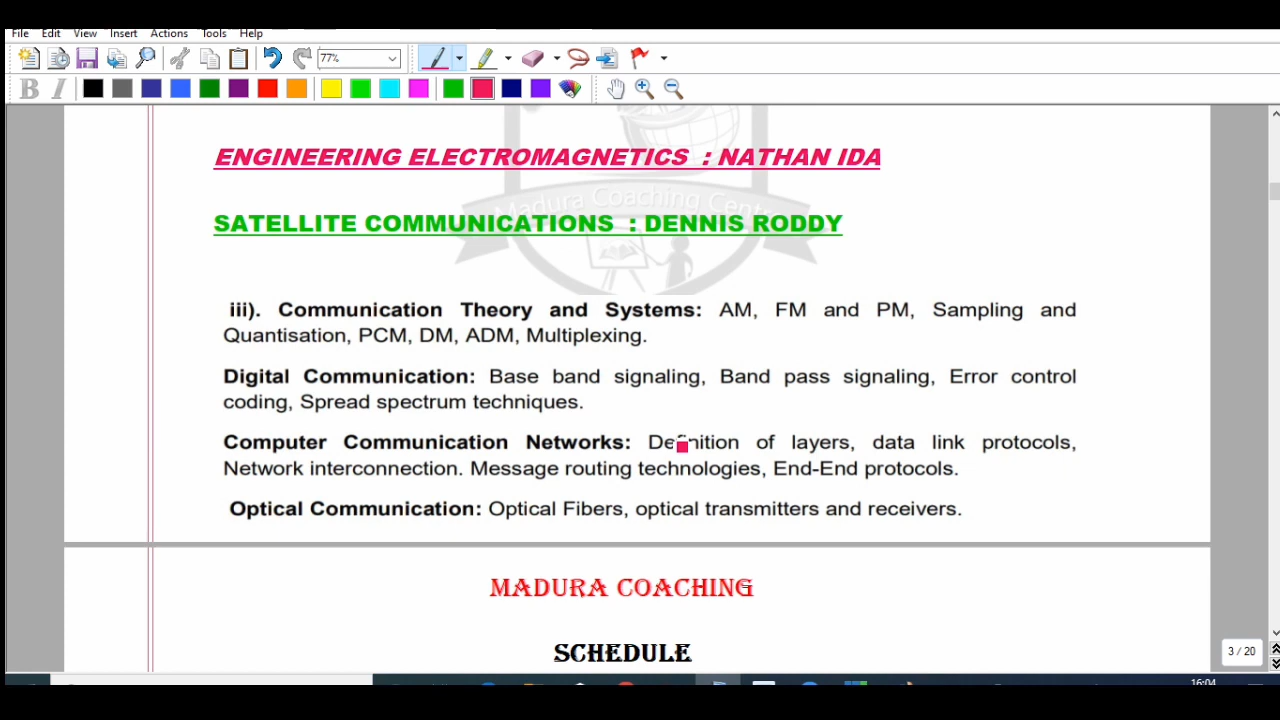 File Edit View Insert Actions Tools Help
77%
B I
ENGINEERING ELECTROMAGNETICS : NATHAN IDA
Madura Coaching Centr
SATELLITE COMMUNICATIONS : DENNIS RODDY
iii). Communication Theory and Systems: AM, FM and PM, Sampling and
Quantisation, PCM, DM, ADM, Multiplexing.
Digital Communication: Base band signaling, Band pass signaling, Error control
coding, Spread spectrum techniques.
Computer Communication Networks: Definition of layers, data link protocols,
Network interconnection. Message routing technologies, End-End protocols.
Optical Communication: Optical Fibers, optical transmitters and receivers.
MADURA COACHING
SCHEDULE
3 / 20
16:04